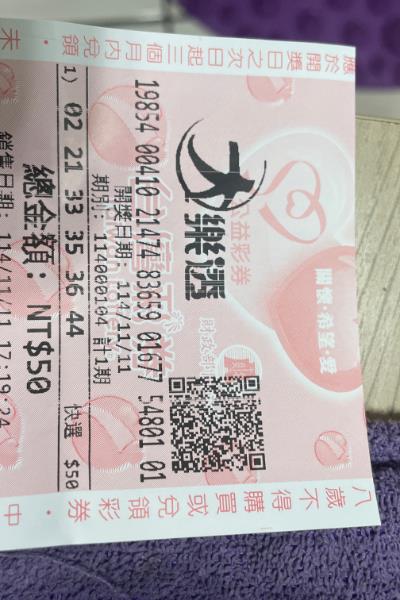 應於開獎日之次日起三個月內兌領
未
大樂透
公益彩券
關懷·希望·愛
19854 00410 21474 83659 01677 54801 01
開獎日期：114/11/11
期別：114000104 計1期
(1) 02 21 33 35 36 44 快選 $50
總金額：NT$50
銷售日期：114/11/11 17:19:24
八歲不得購買或兌領彩券
中